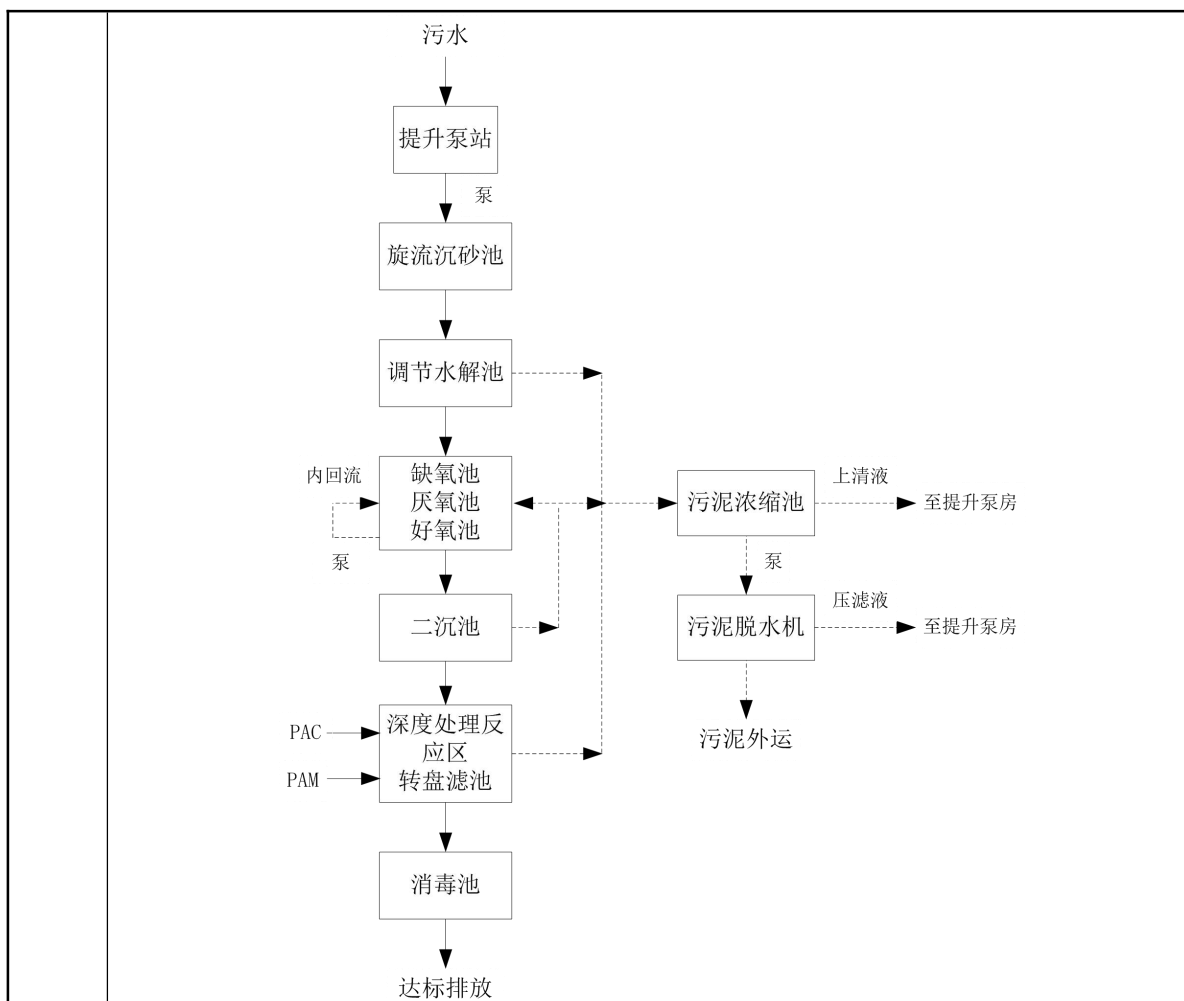 污水
提升泵站
泵
旋流沉砂池
调节水解池
内回流
缺氧池
厌氧池
好氧池
泵
二沉池
PAC
PAM
深度处理反
应区
转盘滤池
消毒池
达标排放
污泥浓缩池
上清液
至提升泵房
泵
污泥脱水机
压滤液
至提升泵房
污泥外运